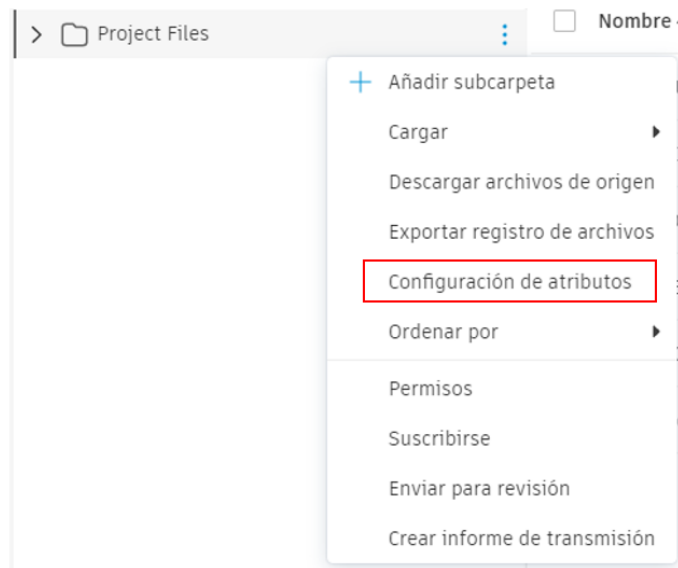 Project Files
Nombre
Añadir subcarpeta
Cargar
Descargar archivos de origen
Exportar registro de archivos
Configuración de atributos
Ordenar por
Permisos
Suscribirse
Enviar para revisión
Crear informe de transmisión